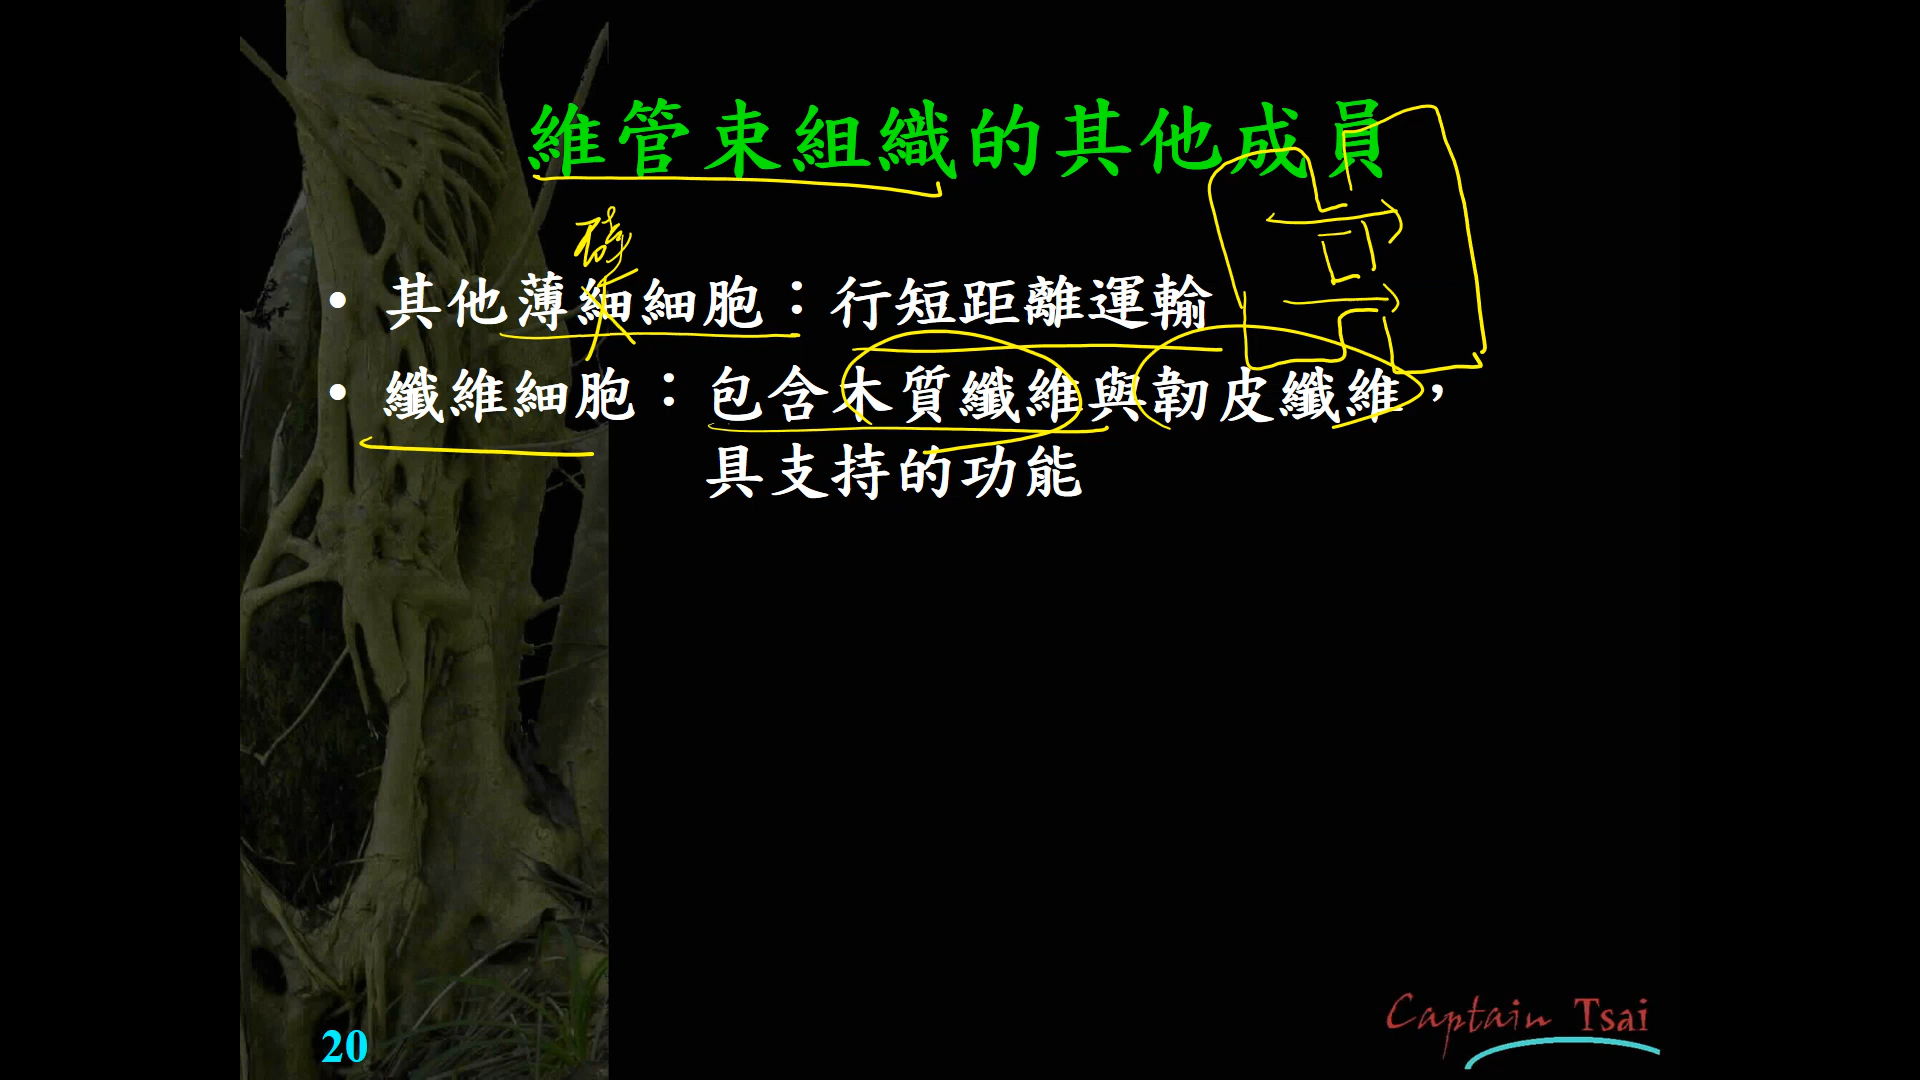 維管束組織的其他成員
• 其他薄細細胞：行短距離運輸
• 纖維細胞：包含木質纖維與韌皮纖維，
具支持的功能
20
Captain Tsai